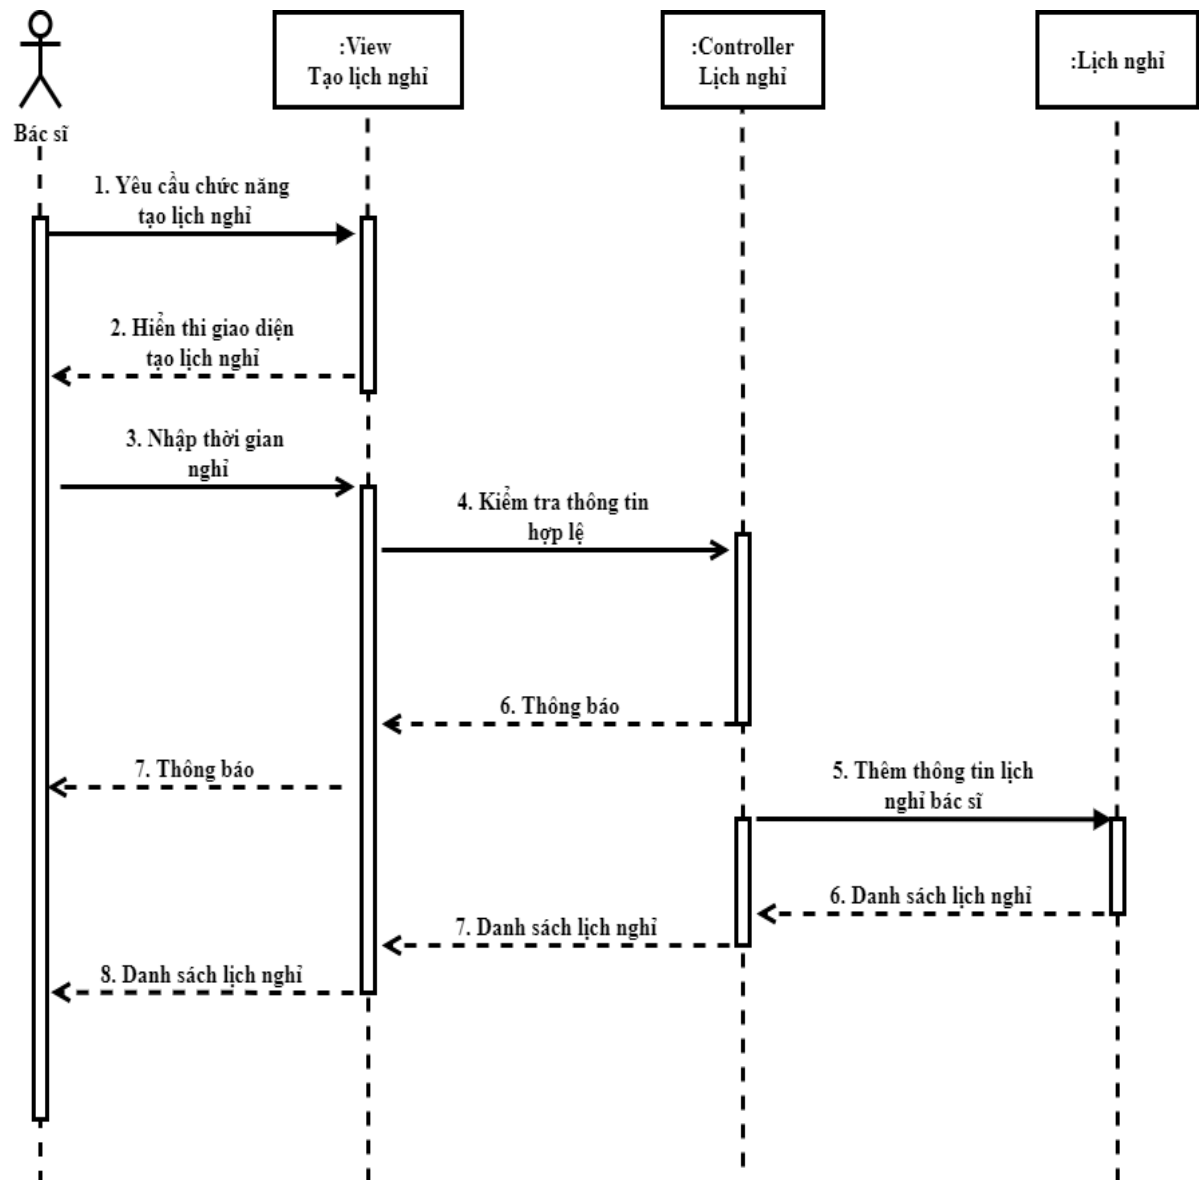 :View
Tạo lịch nghỉ
:Controller
Lịch nghỉ
:Lịch nghỉ
Bác sĩ
1. Yêu cầu chức năng
tạo lịch nghỉ
2. Hiển thi giao diện
tạo lịch nghỉ
3. Nhập thời gian
nghỉ
4. Kiểm tra thông tin
hợp lệ
6. Thông báo
7. Thông báo
5. Thêm thông tin lịch
nghỉ bác sĩ
6. Danh sách lịch nghỉ
7. Danh sách lịch nghỉ
8. Danh sách lịch nghỉ